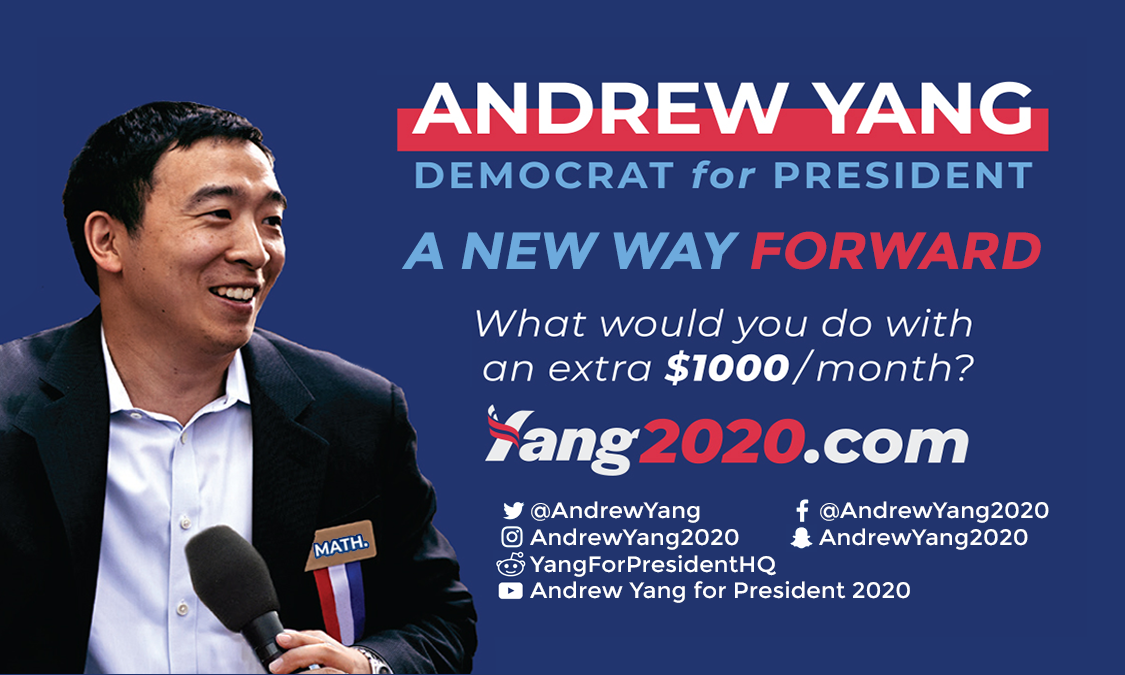 ANDREW YANG
DEMOCRAT for PRESIDENT
A NEW WAY FORWARD
What would you do with
an extra $1000/month?
Yang2020.com
@AndrewYang
@AndrewYang2020
AndrewYang2020
AndrewYang2020
YangForPresidentHQ
Andrew Yang for President 2020
MATH.